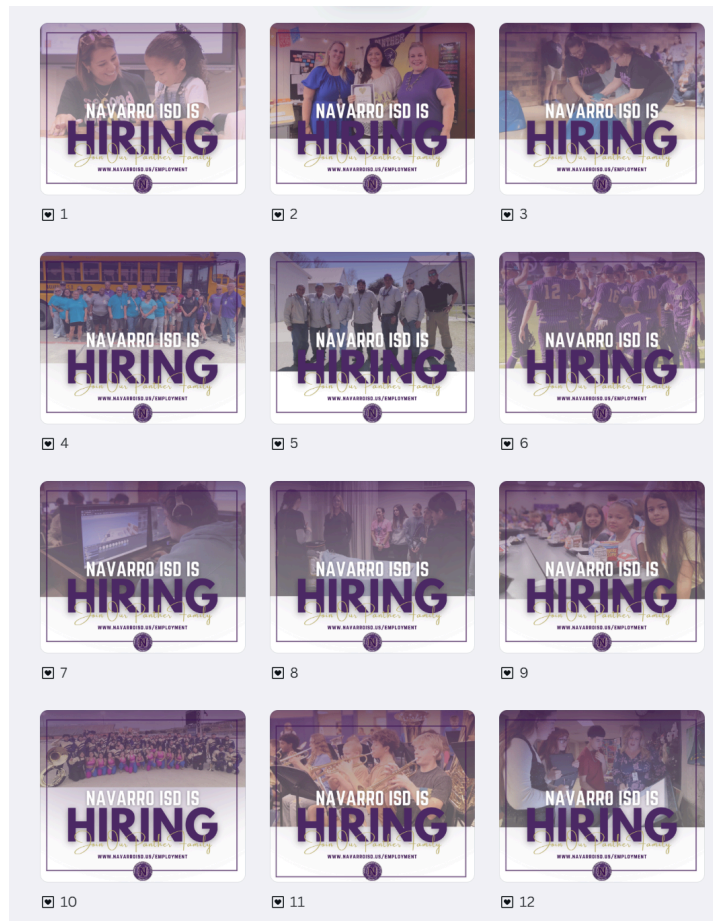 NAVARRO ISD IS
HIRING
Join Our Panther Family
WWW.NAVARROISD.US/EMPLOYMENT
N
1
NAVARRO ISD IS
HIRING
Join Our Panther Family
WWW.NAVARROISD.US/EMPLOYMENT
N
2
NAVARRO ISD IS
HIRING
Join Our Panther Family
WWW.NAVARROISD.US/EMPLOYMENT
N
3
NAVARRO ISD IS
HIRING
Join Our Panther Family
WWW.NAVARROISD.US/EMPLOYMENT
N
4
NAVARRO ISD IS
HIRING
Join Our Panther Family
WWW.NAVARROISD.US/EMPLOYMENT
N
5
12
16
10
7
NAVARRO ISD IS
HIRING
Join Our Panther Family
WWW.NAVARROISD.US/EMPLOYMENT
N
6
NAVARRO ISD IS
HIRING
Join Our Panther Family
WWW.NAVARROISD.US/EMPLOYMENT
N
7
NAVARRO ISD IS
HIRING
Join Our Panther Family
WWW.NAVARROISD.US/EMPLOYMENT
N
8
NAVARRO ISD IS
HIRING
Join Our Panther Family
WWW.NAVARROISD.US/EMPLOYMENT
N
9
NAVARRO ISD IS
HIRING
Join Our Panther Family
WWW.NAVARROISD.US/EMPLOYMENT
N
10
NAVARRO ISD IS
HIRING
Join Our Panther Family
WWW.NAVARROISD.US/EMPLOYMENT
N
11
NAVARRO ISD IS
HIRING
Join Our Panther Family
WWW.NAVARROISD.US/EMPLOYMENT
N
12